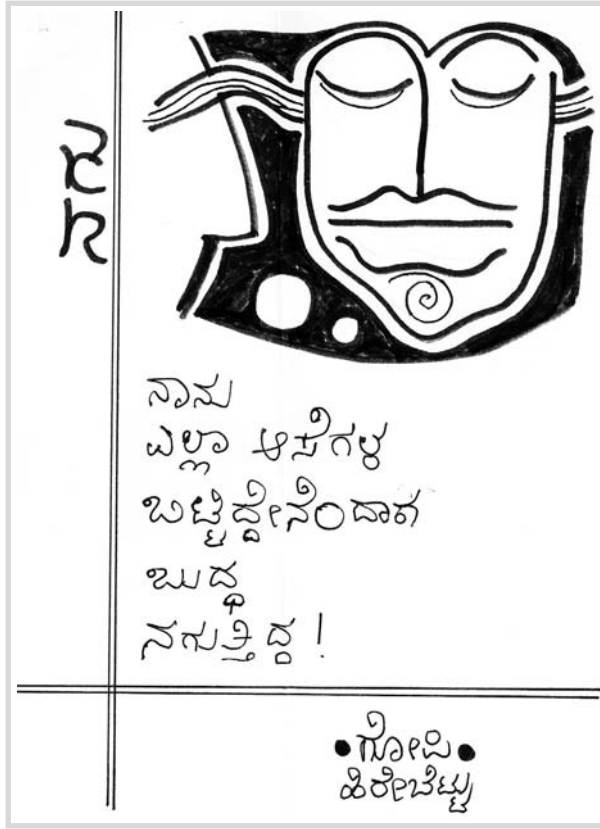 ನಾನು
ಎಲ್ಲಾ ಆಸೆಗಳ
ಬಿಟ್ಟಿದ್ದೇನೆಂದಾಗ
ಬುದ್ಧ
ನಗುತ್ತಿದ್ದ !
•ಗೋಪಿ•
ಹಿರೇಬೆಟ್ಟು